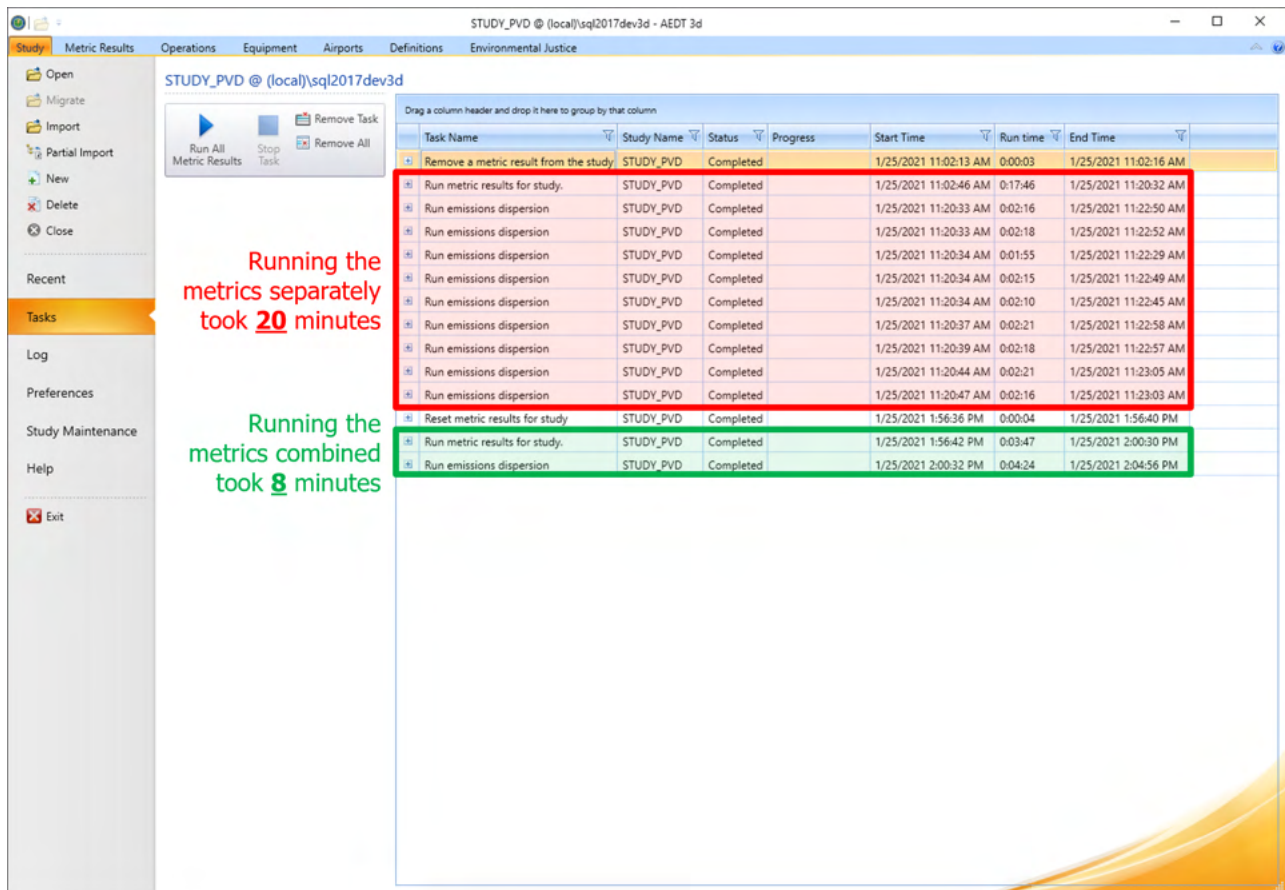 STUDY_PVD @ (local)\sql2017dev3d - AEDT 3d
Study Metric Results Operations Equipment Airports Definitions Environmental Justice
Open
Migrate
Import
Partial Import
New
Delete
Close
Recent
Tasks
Log
Preferences
Study Maintenance
Help
Exit
STUDY_PVD @ (local)\sql2017dev3d
Run All
Metric Results
Stop
Task
Remove Task
Remove All
Running the
metrics separately
took 20 minutes
Running the
metrics combined
took 8 minutes
Drag a column header and drop it here to group by that column
Task Name Study Name Status Progress Start Time Run time End Time
Remove a metric result from the study STUDY_PVD Completed 1/25/2021 11:02:13 AM 0:00:03 1/25/2021 11:02:16 AM
Run metric results for study. STUDY_PVD Completed 1/25/2021 11:02:46 AM 0:17:46 1/25/2021 11:20:32 AM
Run emissions dispersion STUDY_PVD Completed 1/25/2021 11:20:33 AM 0:02:16 1/25/2021 11:22:50 AM
Run emissions dispersion STUDY_PVD Completed 1/25/2021 11:20:33 AM 0:02:18 1/25/2021 11:22:52 AM
Run emissions dispersion STUDY_PVD Completed 1/25/2021 11:20:34 AM 0:01:55 1/25/2021 11:22:29 AM
Run emissions dispersion STUDY_PVD Completed 1/25/2021 11:20:34 AM 0:02:15 1/25/2021 11:22:49 AM
Run emissions dispersion STUDY_PVD Completed 1/25/2021 11:20:34 AM 0:02:10 1/25/2021 11:22:45 AM
Run emissions dispersion STUDY_PVD Completed 1/25/2021 11:20:37 AM 0:02:21 1/25/2021 11:22:58 AM
Run emissions dispersion STUDY_PVD Completed 1/25/2021 11:20:39 AM 0:02:18 1/25/2021 11:22:57 AM
Run emissions dispersion STUDY_PVD Completed 1/25/2021 11:20:44 AM 0:02:21 1/25/2021 11:23:05 AM
Run emissions dispersion STUDY_PVD Completed 1/25/2021 11:20:47 AM 0:02:16 1/25/2021 11:23:03 AM
Reset metric results for study STUDY_PVD Completed 1/25/2021 1:56:36 PM 0:00:04 1/25/2021 1:56:40 PM
Run metric results for study. STUDY_PVD Completed 1/25/2021 1:56:42 PM 0:03:47 1/25/2021 2:00:30 PM
Run emissions dispersion STUDY_PVD Completed 1/25/2021 2:00:32 PM 0:04:24 1/25/2021 2:04:56 PM